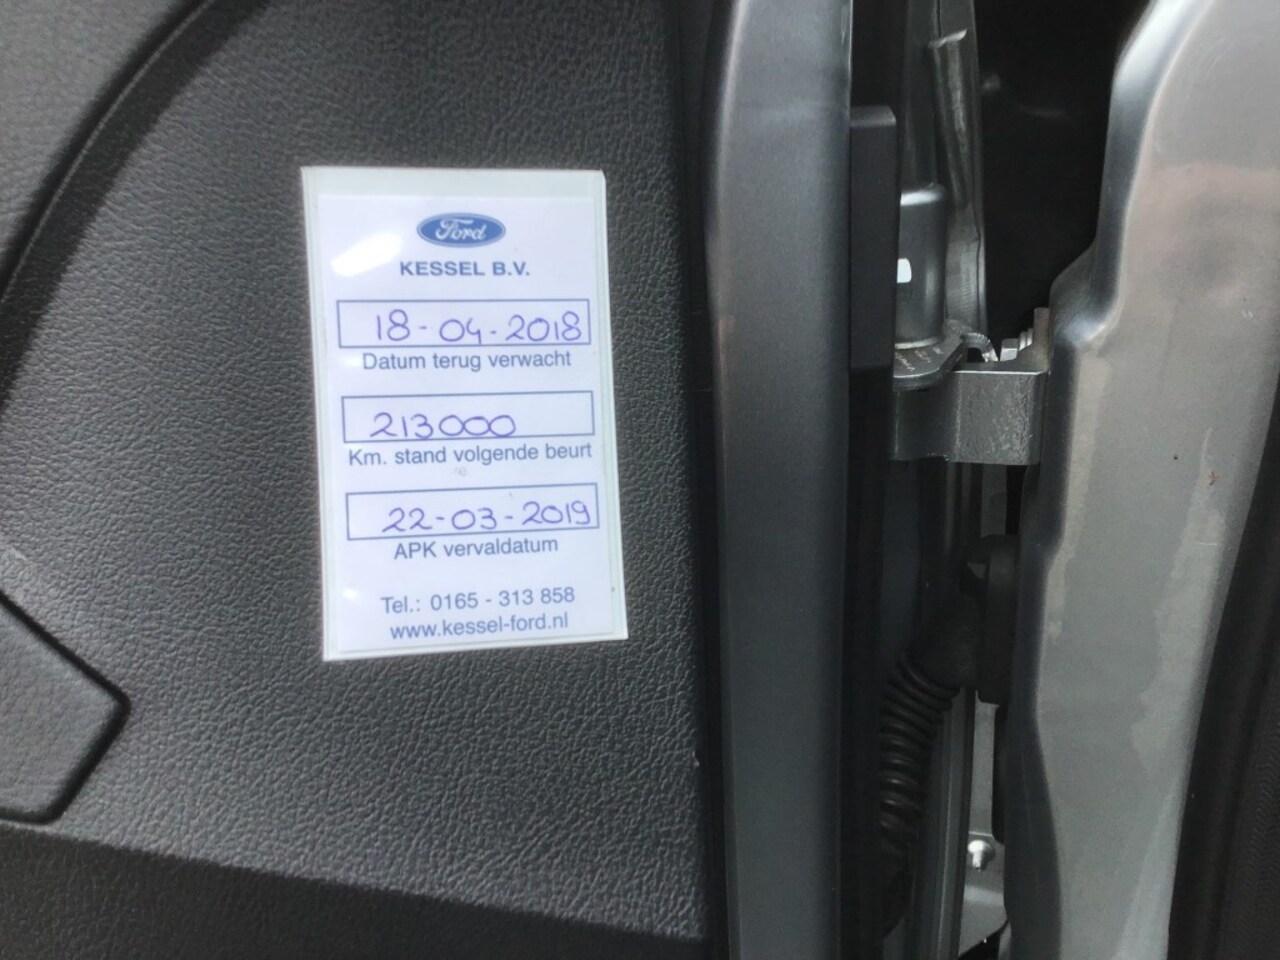 Ford
KESSEL B.V.
18-04-2018
Datum terug verwacht
213000
Km. stand volgende beurt
22-03-2019
APK vervaldatum
Tel.: 0165 - 313 858
www.kessel-ford.nl